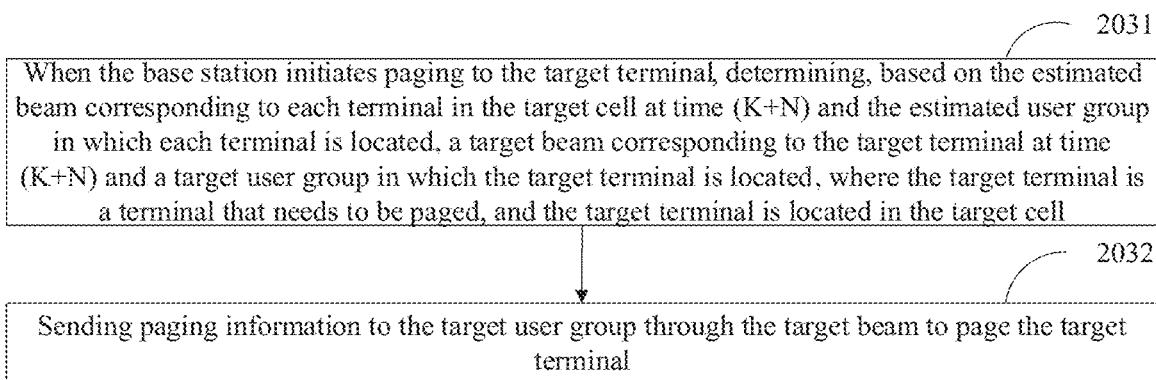 2031
When the base station initiates paging to the target terminal, determining, based on the estimated
beam corresponding to each terminal in the target cell at time (K+N) and the estimated user group
in which each terminal is located, a target beam corresponding to the target terminal at time
(K+N) and a target user group in which the target terminal is located, where the target terminal is
a terminal that needs to be paged, and the target terminal is located in the target cell
2032
Sending paging information to the target user group through the target beam to page the target
terminal